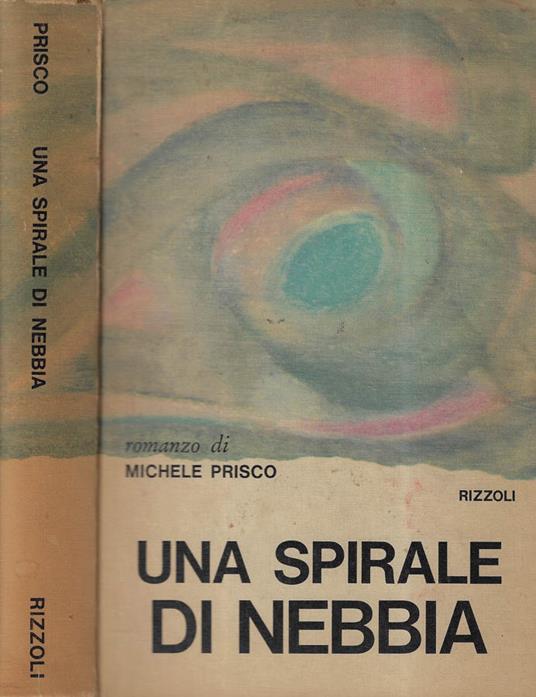 PRISCO UNA SPIRALE DI NEBBIA RIZZOLI
romanzo di
MICHELE PRISCO
RIZZOLI
UNA SPIRALE
DI NEBBIA